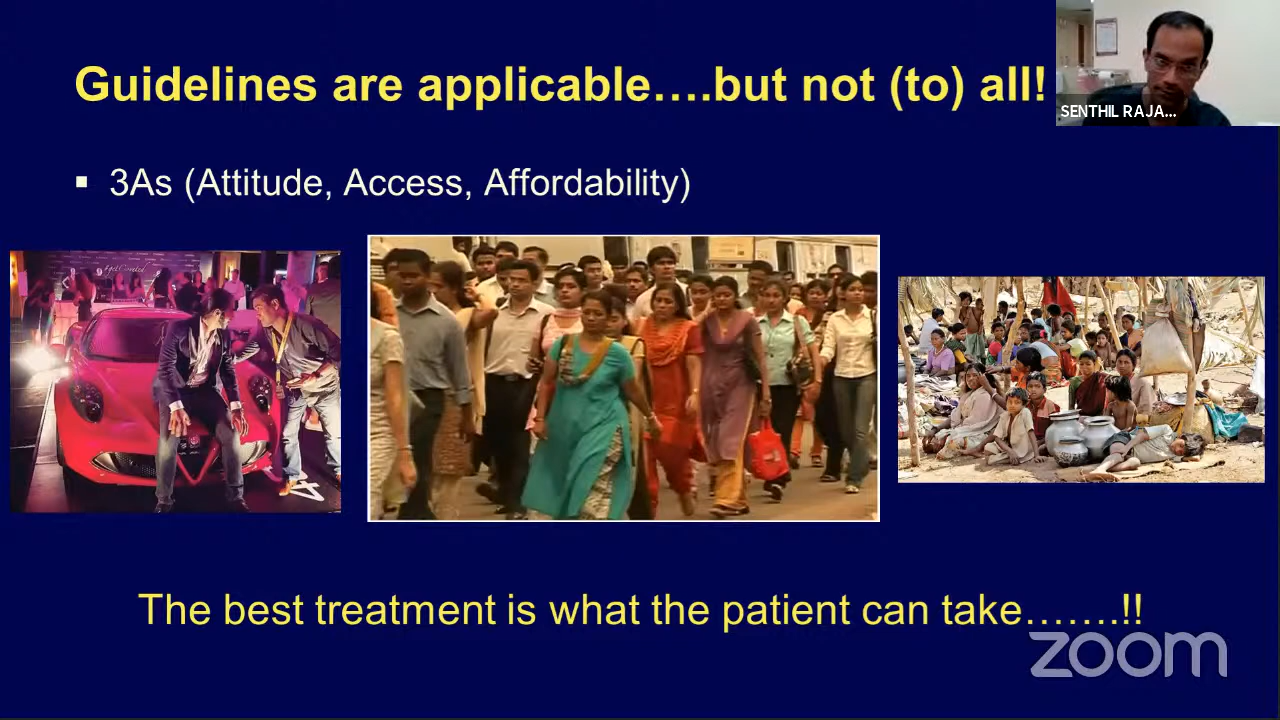 Guidelines are applicable….but not (to) all!
SENTHIL RAJA...
▪ 3As (Attitude, Access, Affordability)
The best treatment is what the patient can take…….!!
zoom